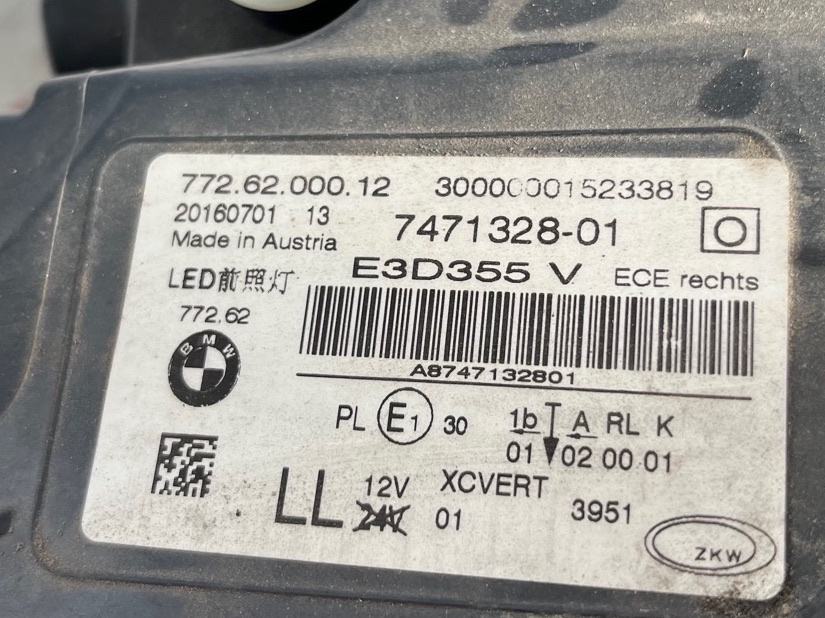 772.62.000.12 300000015233819
20160701 13 7471328-01
Made in Austria
LED前照灯 E3D355 V ECE rechts
772.62
BMW
A8747132801
PL E1 30 1b A RL K
01 02 00 01
LL 12V XCVERT
24V 01 3951
ZKW